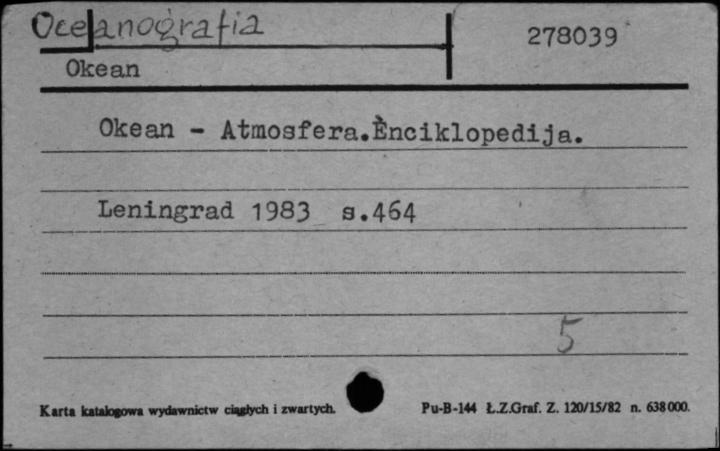 Oceanografia
278039
Okean
Okean - Atmosfera.Ènciklopedija.
Leningrad 1983 s.464
5
Karta katalogowa wydawnictw ciągłych i zwartych. Pu-B-144 Ł.Z.Graf. Z. 120/15/82 n. 638000.